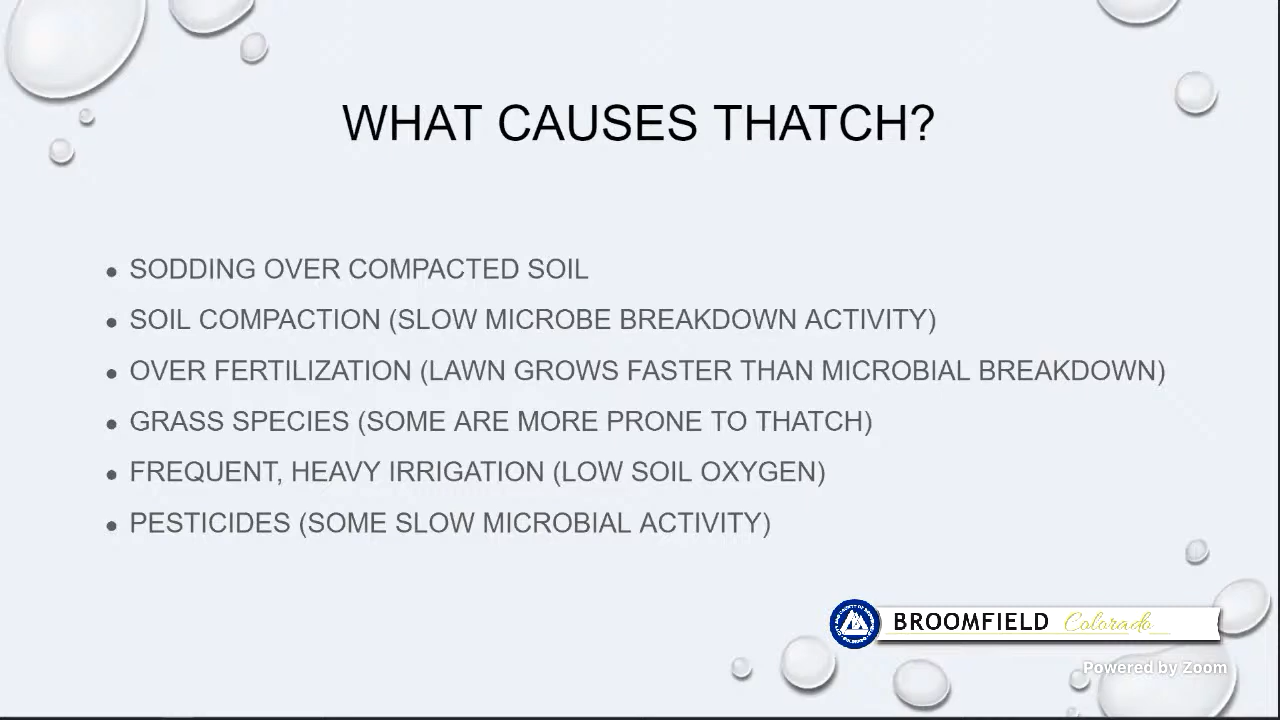 WHAT CAUSES THATCH?
• SODDING OVER COMPACTED SOIL
• SOIL COMPACTION (SLOW MICROBE BREAKDOWN ACTIVITY)
• OVER FERTILIZATION (LAWN GROWS FASTER THAN MICROBIAL BREAKDOWN)
• GRASS SPECIES (SOME ARE MORE PRONE TO THATCH)
• FREQUENT, HEAVY IRRIGATION (LOW SOIL OXYGEN)
• PESTICIDES (SOME SLOW MICROBIAL ACTIVITY)
BROOMFIELD Colorado
Powered by Zoom